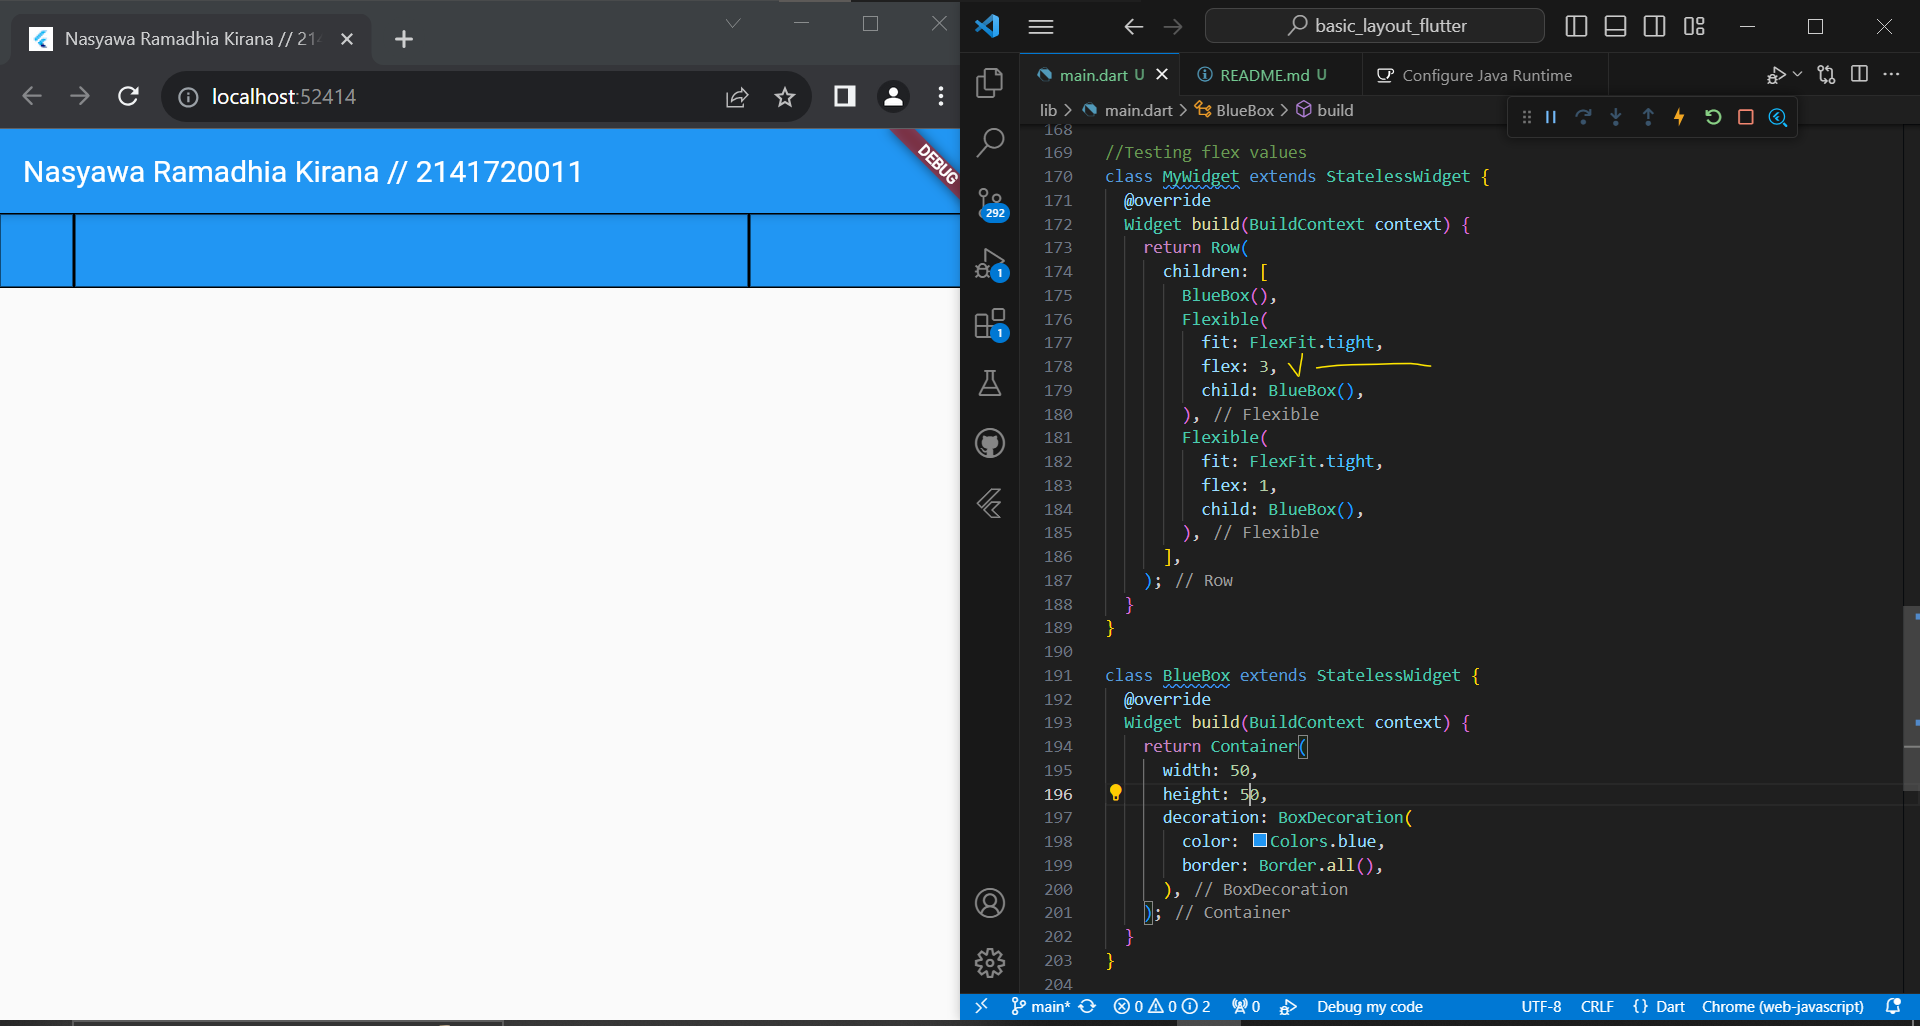 Nasyawa Ramadhia Kirana // 214
localhost:52414
Nasyawa Ramadhia Kirana // 2141720011
DEBUG
basic_layout_flutter
main.dart U
README.md U
Configure Java Runtime
lib > main.dart > BlueBox > build
292
1
1
168
169 //Testing flex values
170 class MyWidget extends StatelessWidget {
171 @override
172 Widget build(BuildContext context) {
173 return Row(
174 children: [
175 BlueBox(),
176 Flexible(
177 fit: FlexFit.tight,
178 flex: 3,
179 child: BlueBox(),
180 ), // Flexible
181 Flexible(
182 fit: FlexFit.tight,
183 flex: 1,
184 child: BlueBox(),
185 ), // Flexible
186 ],
187 ); // Row
188 }
189 }
190
191 class BlueBox extends StatelessWidget {
192 @override
193 Widget build(BuildContext context) {
194 return Container(
195 width: 50,
196 height: 50,
197 decoration: BoxDecoration(
198 color: Colors.blue,
199 border: Border.all(),
200 ), // BoxDecoration
201 ); // Container
202 }
203 }
204
main* 0 0 2 0 Debug my code UTF-8 CRLF {} Dart Chrome (web-javascript)